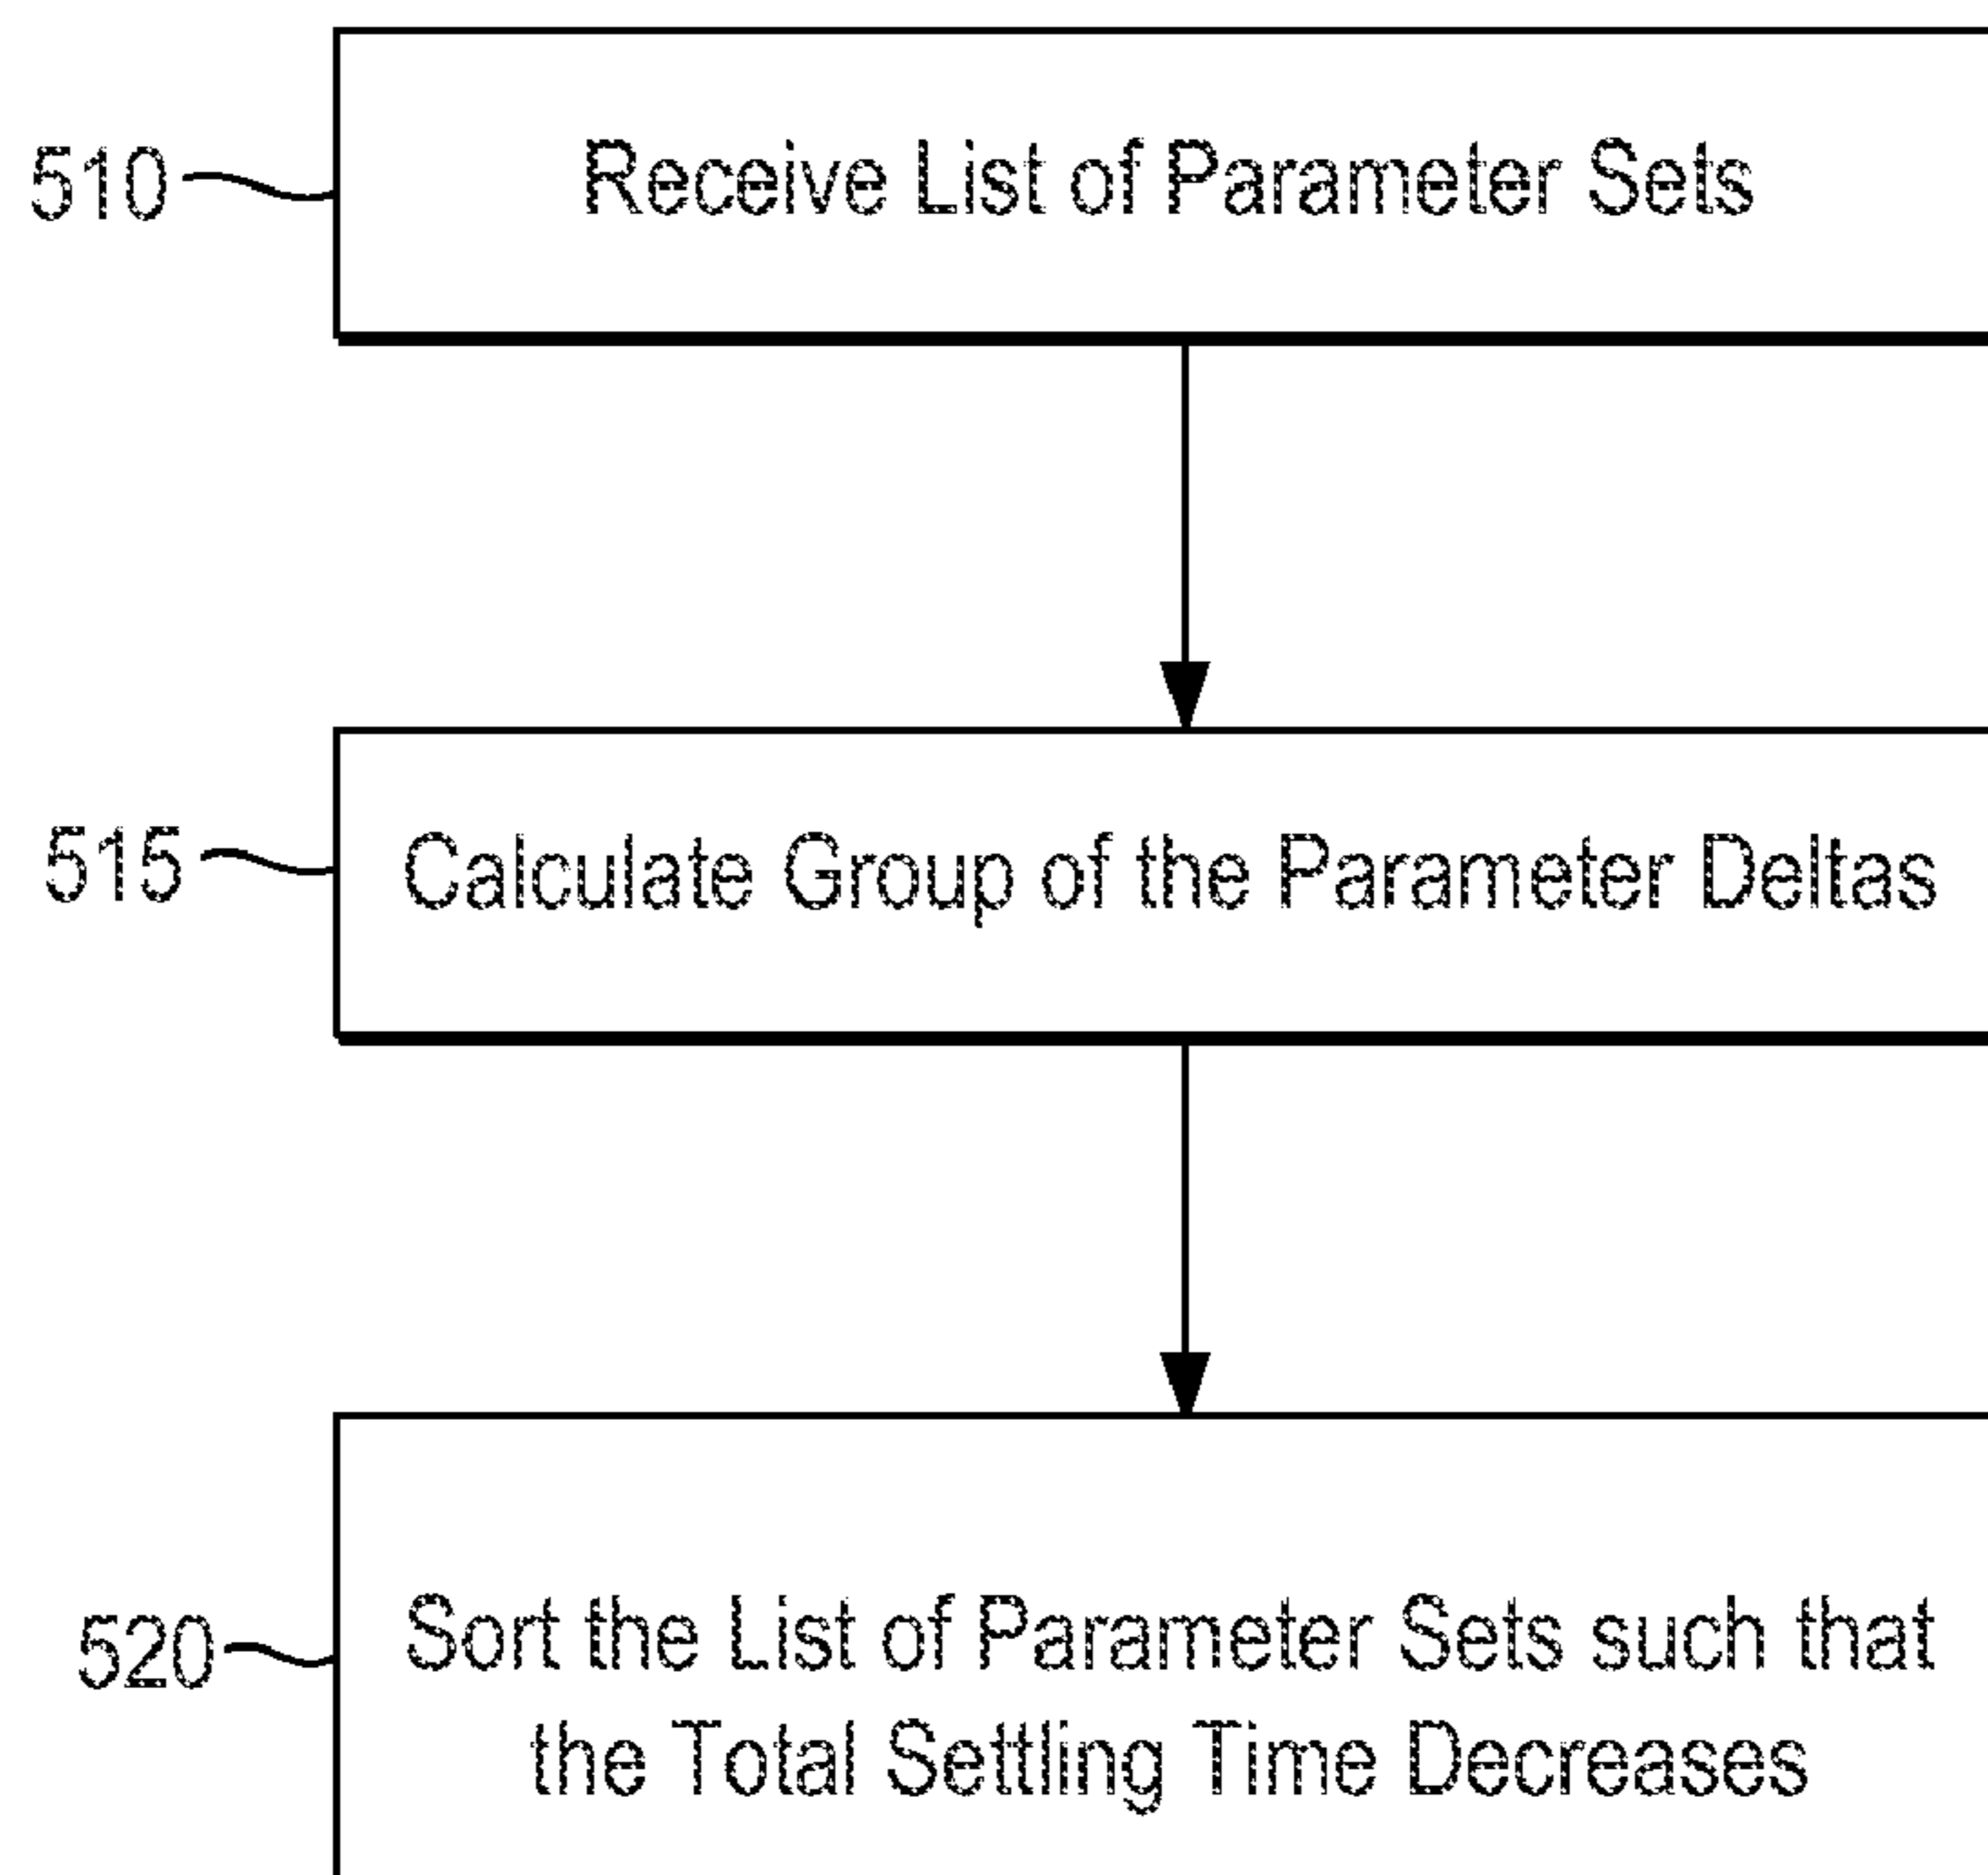 510
Receive List of Parameter Sets
515
Calculate Group of the Parameter Deltas
520
Sort the List of Parameter Sets such that
the Total Settling Time Decreases